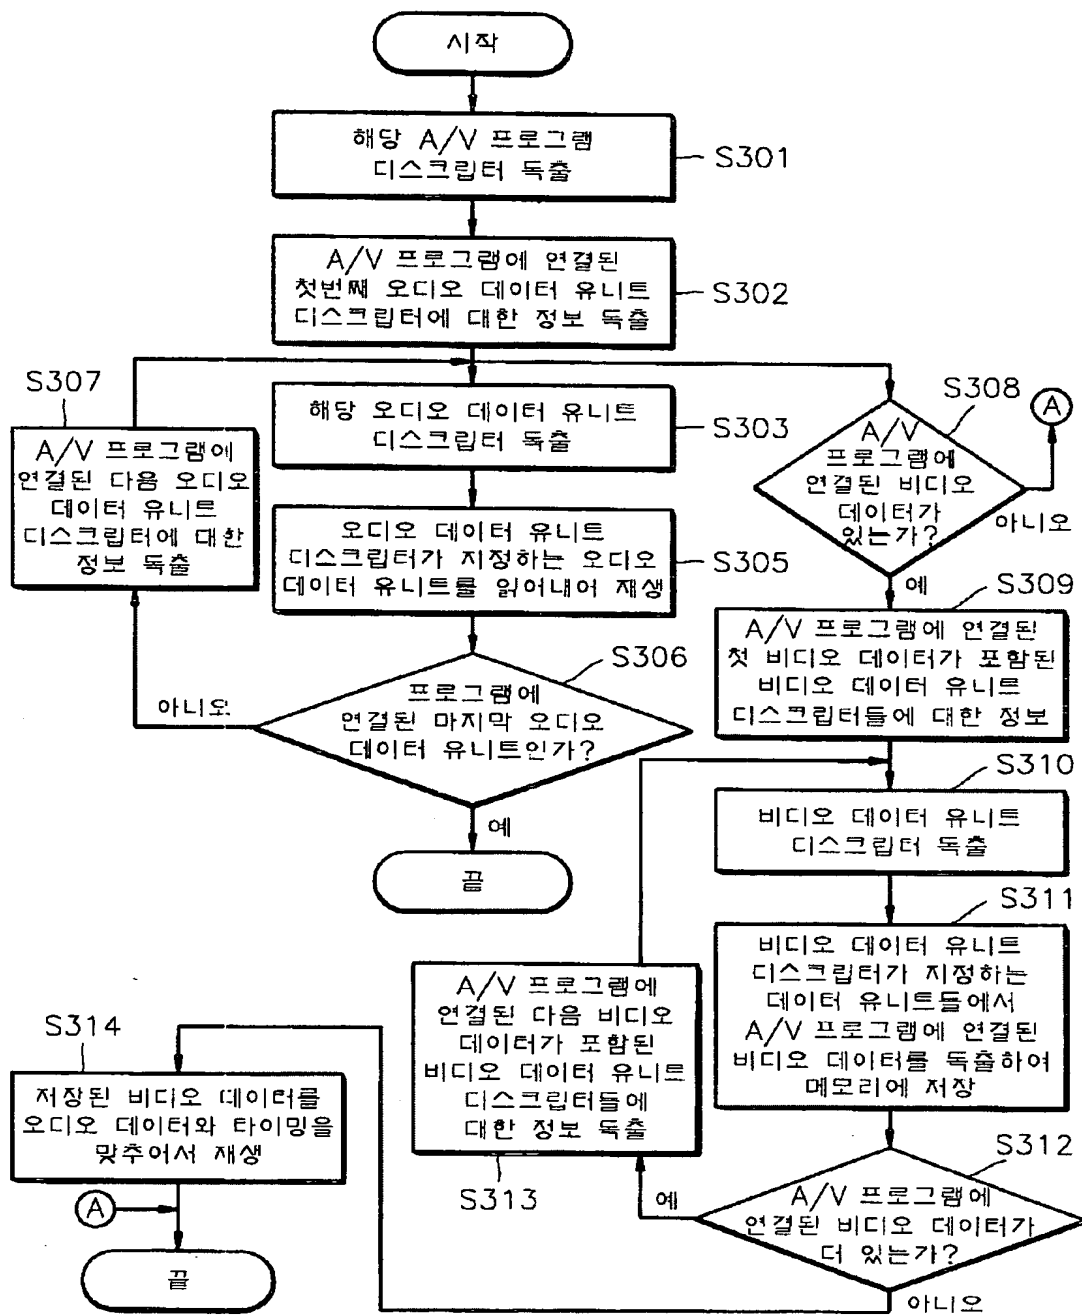 시작
해당 A/V 프로그램
디스크립터 독출
S301
A/V 프로그램에 연결된
첫번째 오디오 데이터 유니트
디스크립터에 대한 정보 독출
S302
S307
A/V 프로그램에
연결된 다음 오디오
데이터 유니트
디스크립터에 대한
정보 독출
해당 오디오 데이터 유니트
디스크립터 독출
S303
오디오 데이터 유니트
디스크립터가 지정하는 오디오
데이터 유니트를 읽어내어 재생
S305
S306
프로그램에
연결된 마지막 오디오
데이터 유니트인가?
아니오
예
끝
S308
A
A/V
프로그램에
연결된 비디오
데이터가
있는가?
아니오
예
S309
A/V 프로그램에 연결된
첫 비디오 데이터가 포함된
비디오 데이터 유니트
디스크립터들에 대한 정보
S310
비디오 데이터 유니트
디스크립터 독출
S311
비디오 데이터 유니트
디스크립터가 지정하는
데이터 유니트들에서
A/V 프로그램에 연결된
비디오 데이터를 독출하여
메모리에 저장
A/V 프로그램에
연결된 다음 비디오
데이터가 포함된
비디오 데이터 유니트
디스크립터들에
대한 정보 독출
S313
S312
A/V 프로그램에
연결된 비디오 데이터가
더 있는가?
예
아니오
S314
저장된 비디오 데이터를
오디오 데이터와 타이밍을
맞추어서 재생
A
끝